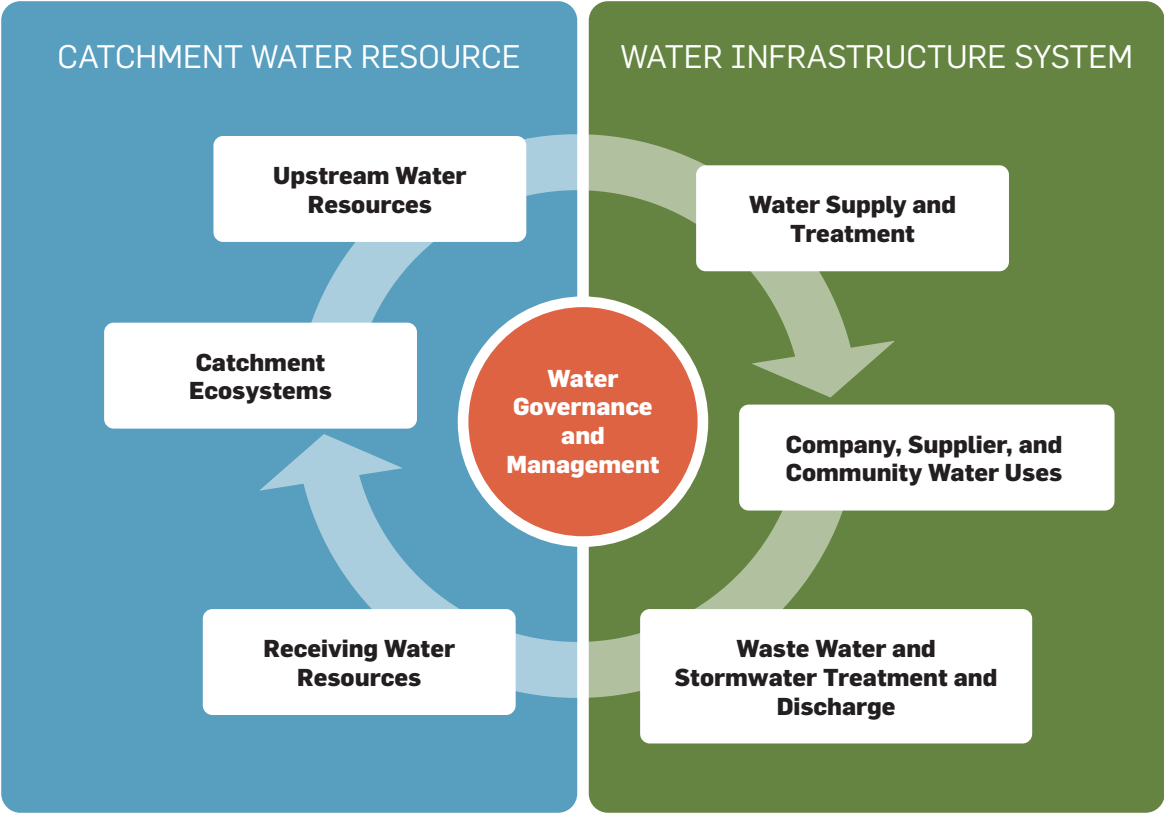 CATCHMENT WATER RESOURCE
WATER INFRASTRUCTURE SYSTEM
Upstream Water
Resources
Water Supply and
Treatment
Catchment
Ecosystems
Water
Governance
and
Management
Company, Supplier, and
Community Water Uses
Receiving Water
Resources
Waste Water and
Stormwater Treatment and
Discharge